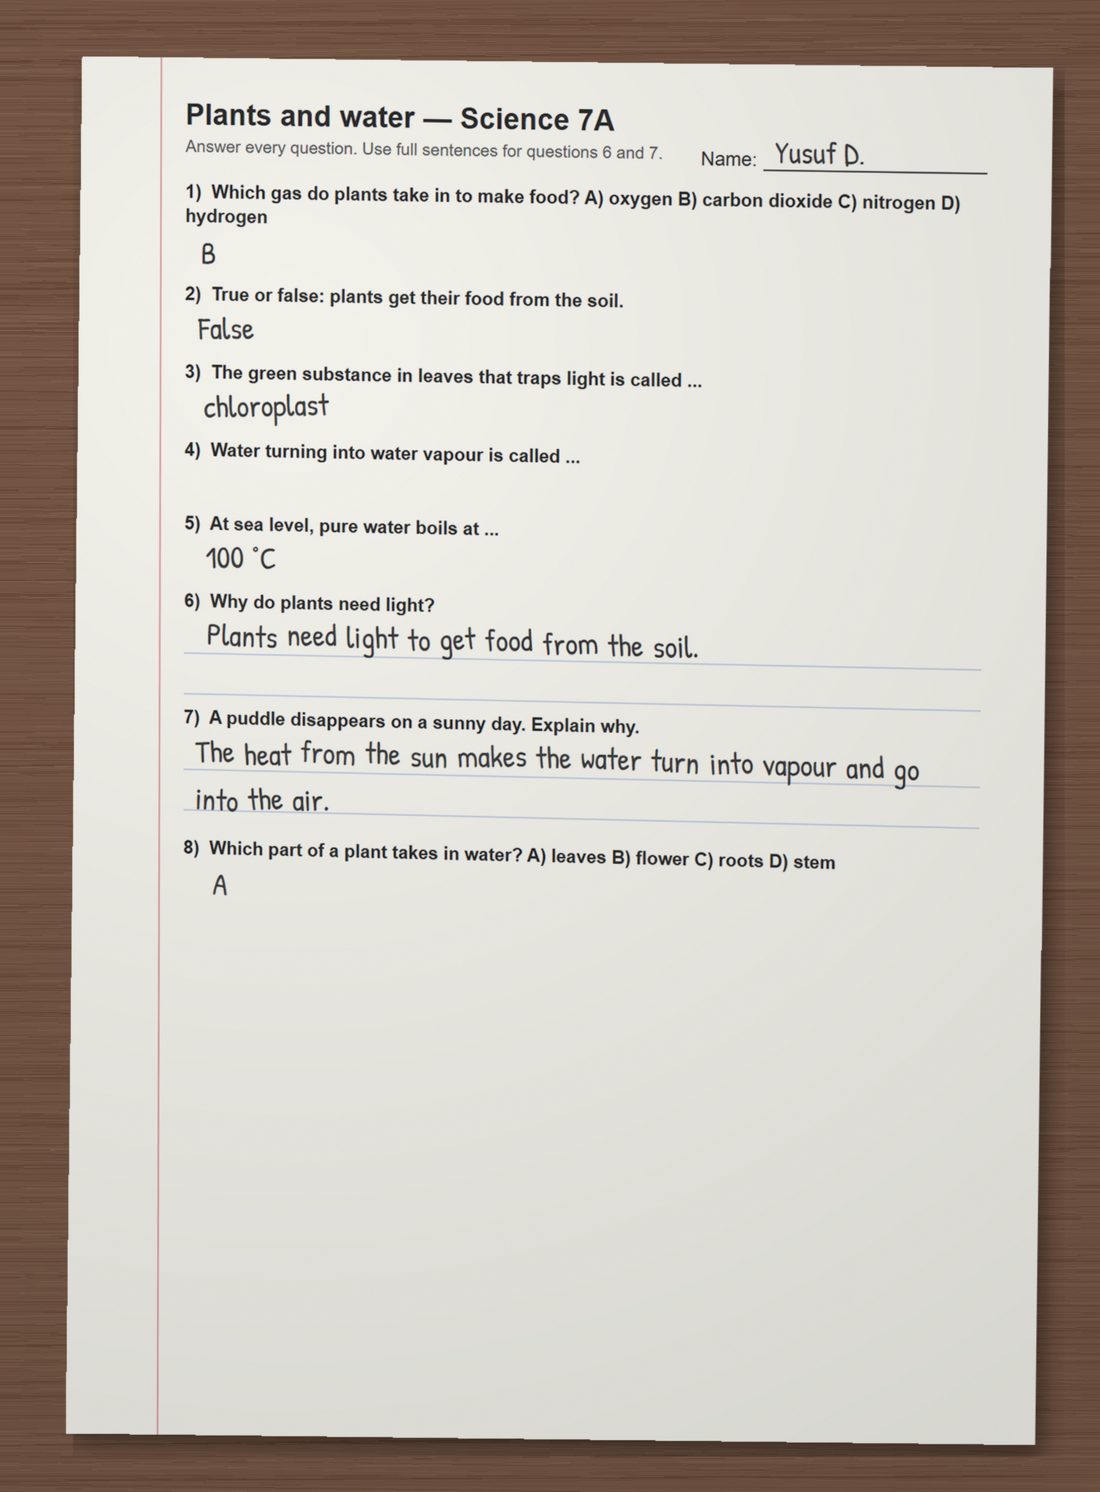 Plants and water — Science 7A
Answer every question. Use full sentences for questions 6 and 7.
Name: Yusuf D.
1) Which gas do plants take in to make food? A) oxygen B) carbon dioxide C) nitrogen D)
hydrogen
B
2) True or false: plants get their food from the soil.
False
3) The green substance in leaves that traps light is called ...
chloroplast
4) Water turning into water vapour is called ...
5) At sea level, pure water boils at ...
100 °C
6) Why do plants need light?
Plants need light to get food from the soil.
7) A puddle disappears on a sunny day. Explain why.
The heat from the sun makes the water turn into vapour and go
into the air.
8) Which part of a plant takes in water? A) leaves B) flower C) roots D) stem
A